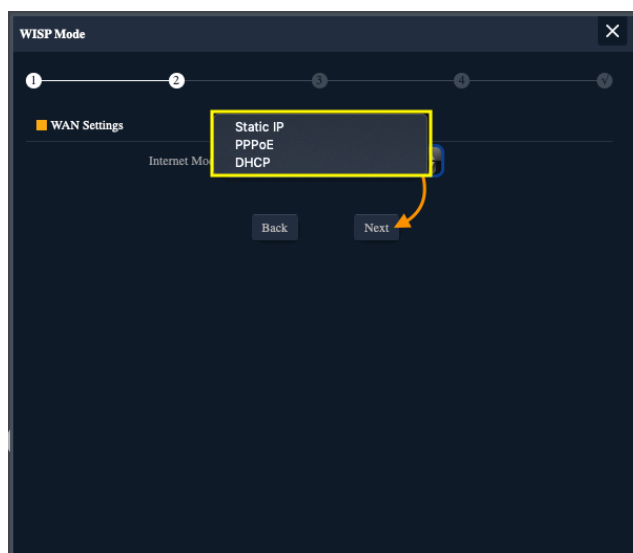 WISP Mode
1 2 3 4 √
WAN Settings
Static IP
PPPoE
DHCP
Internet Mo
Back Next